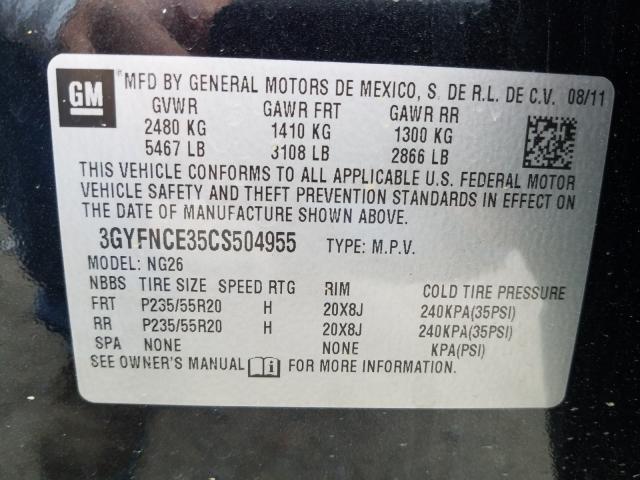 GM
MFD BY GENERAL MOTORS DE MEXICO, S. DE R.L. DE C.V. 08/11
GVWR GAWR FRT GAWR RR
2480 KG 1410 KG 1300 KG
5467 LB 3108 LB 2866 LB
THIS VEHICLE CONFORMS TO ALL APPLICABLE U.S. FEDERAL MOTOR
VEHICLE SAFETY AND THEFT PREVENTION STANDARDS IN EFFECT ON
THE DATE OF MANUFACTURE SHOWN ABOVE.
3GYFNCE35CS504955 TYPE: M.P.V.
MODEL: NG26
NBBS TIRE SIZE SPEED RTG RIM COLD TIRE PRESSURE
FRT P235/55R20 H 20X8J 240KPA(35PSI)
RR P235/55R20 H 20X8J 240KPA(35PSI)
SPA NONE NONE KPA(PSI)
SEE OWNER'S MANUAL FOR MORE INFORMATION.